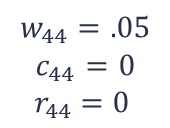 w₄₄ = .05
c₄₄ = 0
r₄₄ = 0